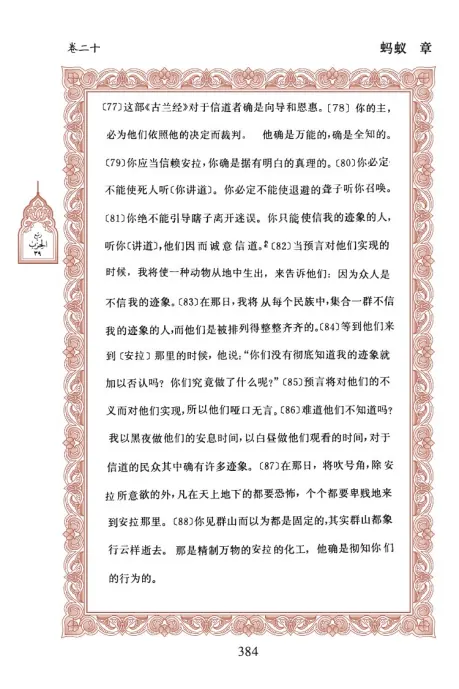 卷二十
蚂蚁 章
〔77〕这部《古兰经》对于信道者确是向导和恩惠。〔78〕你的主,
必为他们依照他的决定而裁判。 他确是万能的,确是全知的。
〔79〕你应当信赖安拉,你确是据有明白的真理的。〔80〕你必定
不能使死人听〔你讲道〕。你必定不能使退避的聋子听你召唤。
〔81〕你绝不能引导瞎子离开迷误。你只能使信我的迹象的人,
听你〔讲道〕,他们因而诚意信道。²〔82〕当预言对他们实现的
时候,我将使一种动物从地中生出,来告诉他们:因为众人是
不信我的迹象。〔83〕在那日,我将从每个民族中,集合一群不信
我的迹象的人,而他们是被排列得整整齐齐的。〔84〕等到他们来
到〔安拉〕那里的时候,他说:“你们没有彻底知道我的迹象就
加以否认吗?你们究竟做了什么呢?”〔85〕预言将对他们的不
义而对他们实现,所以他们哑口无言。〔86〕难道他们不知道吗?
我以黑夜做他们的安息时间,以白昼做他们观看的时间,对于
信道的民众其中确有许多迹象。〔87〕在那日,将吹号角,除安
拉所意欲的外,凡在天上地下的都要恐怖,个个都要卑贱地来
到安拉那里。〔88〕你见群山而以为都是固定的,其实群山都象
行云样逝去。 那是精制万物的安拉的化工,他确是彻知你们
的行为的。
ربع
الحزب
٣٩
384